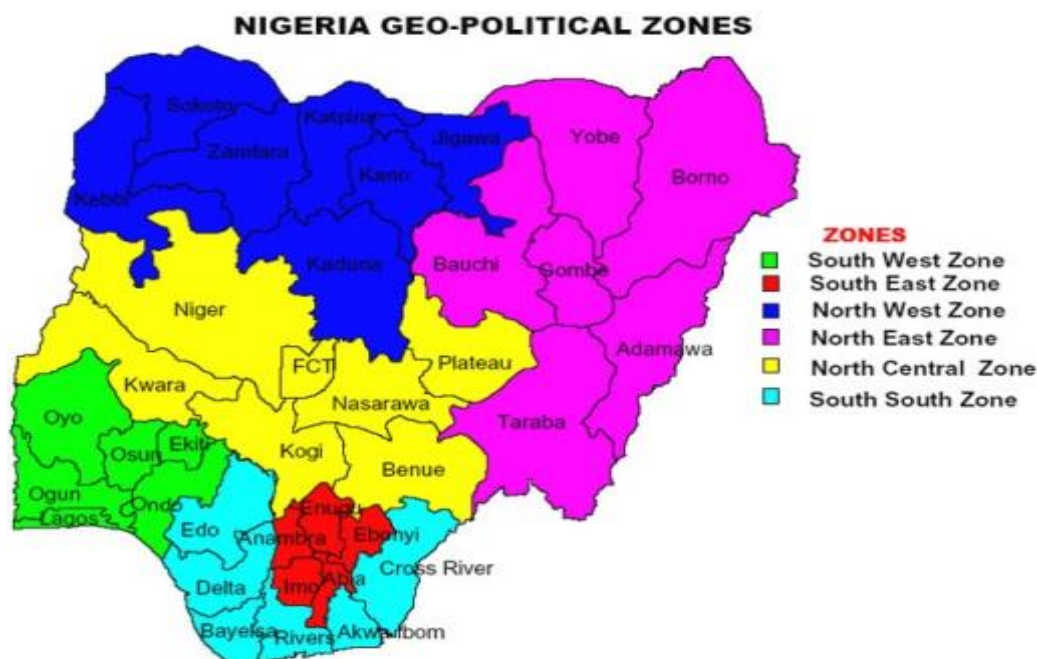 NIGERIA GEO-POLITICAL ZONES
Sokoto
Katsina
Jigawa
Yobe
Zamfara
Kano
Borno
Kebbi
Kaduna
Bauchi
Gombe
Niger
Adamawa
FCT
Plateau
Kwara
Nasarawa
Oyo
Taraba
Osun
Ekiti
Kogi
Benue
Ogun
Ondo
Lagos
Edo
Enugu
Anambra
Ebonyi
Cross River
Delta
Imo
Abia
Bayelsa
Rivers
Akwa Ibom
ZONES
South West Zone
South East Zone
North West Zone
North East Zone
North Central Zone
South South Zone